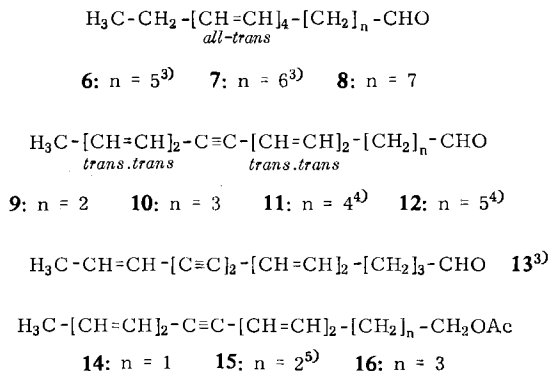 H₃C-CH₂-[CH=CH]₄-[CH₂]ₙ-CHO
all-trans
6: n = 5³⁾ 7: n = 6³⁾ 8: n = 7
H₃C-[CH=CH]₂-C≡C-[CH=CH]₂-[CH₂]ₙ-CHO
trans.trans trans.trans
9: n = 2 10: n = 3 11: n = 4⁴⁾ 12: n = 5⁴⁾
H₃C-CH=CH-[C≡C]₂-[CH=CH]₂-[CH₂]₃-CHO 13³⁾
H₃C-[CH=CH]₂-C≡C-[CH=CH]₂-[CH₂]ₙ-CH₂OAc
14: n = 1 15: n = 2⁵⁾ 16: n = 3